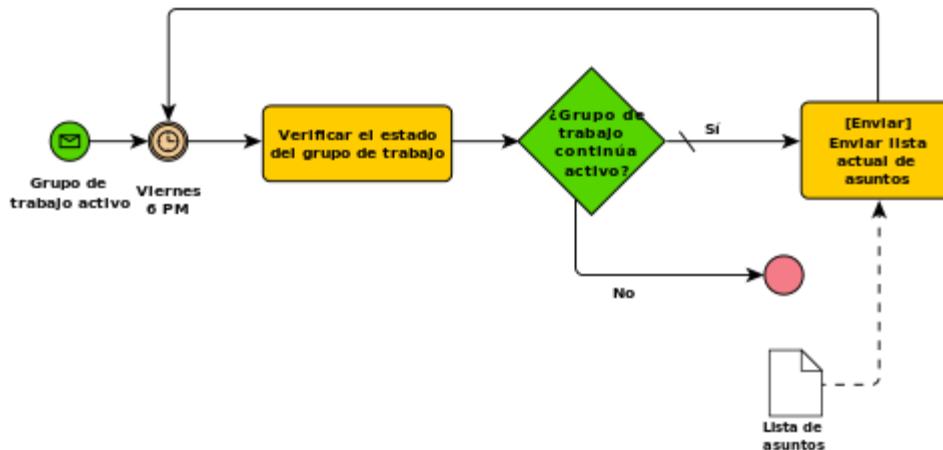 Grupo de
trabajo activo
Viernes
6 PM
Verificar el estado
del grupo de trabajo
¿Grupo de
trabajo
continúa
activo?
Sí
No
[Enviar]
Enviar lista
actual de
asuntos
Lista de
asuntos